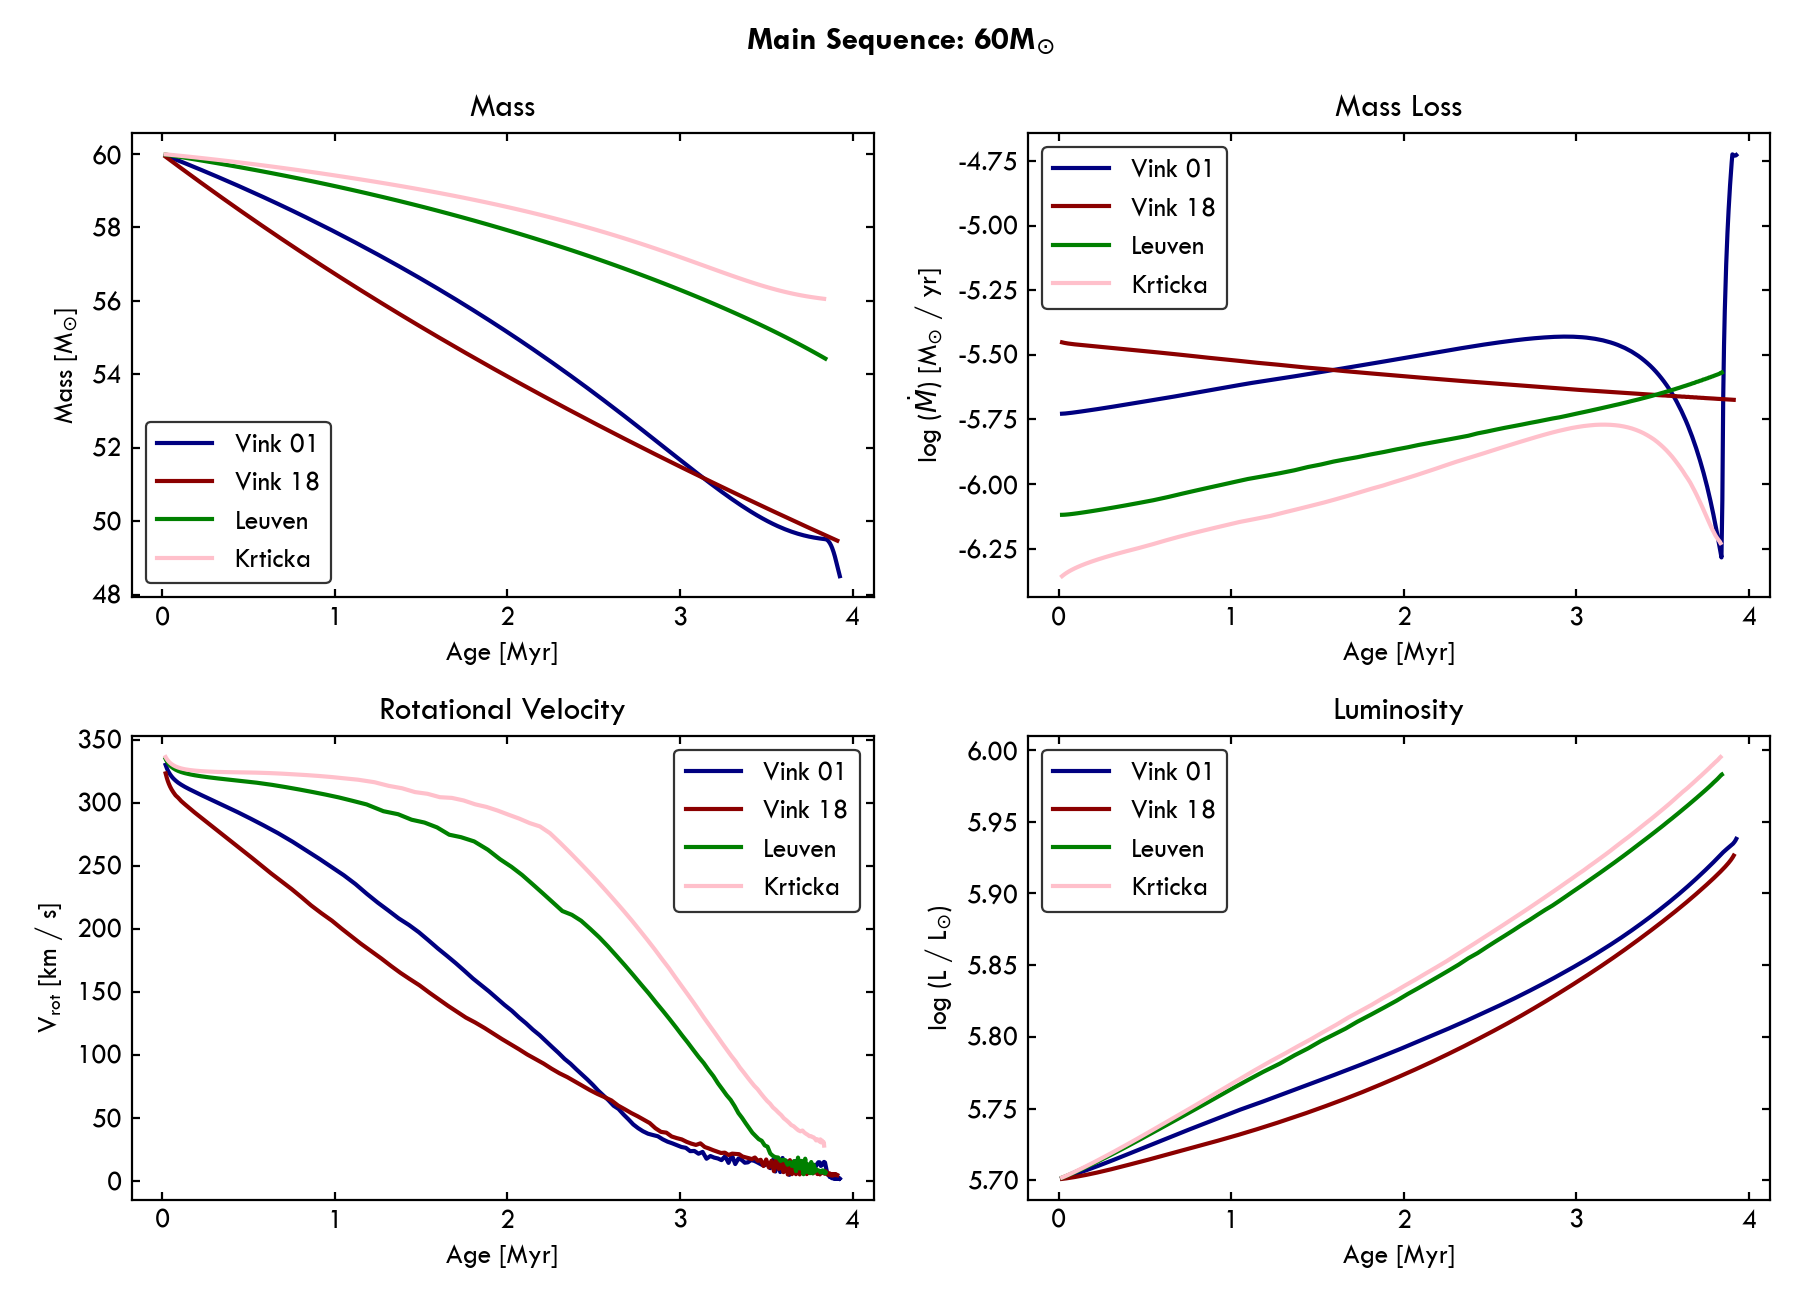 Main Sequence: 60M☉
Mass
60
58
56
54
52
50
48
Mass [M☉]
Vink 01
Vink 18
Leuven
Krticka
0 1 2 3 4
Age [Myr]
Mass Loss
-4.75
-5.00
-5.25
-5.50
-5.75
-6.00
-6.25
log (Ṁ) [M☉ / yr]
Vink 01
Vink 18
Leuven
Krticka
0 1 2 3 4
Age [Myr]
Rotational Velocity
350
300
250
200
150
100
50
0
Vrot [km / s]
Vink 01
Vink 18
Leuven
Krticka
0 1 2 3 4
Age [Myr]
Luminosity
6.00
5.95
5.90
5.85
5.80
5.75
5.70
log (L / L☉)
Vink 01
Vink 18
Leuven
Krticka
0 1 2 3 4
Age [Myr]